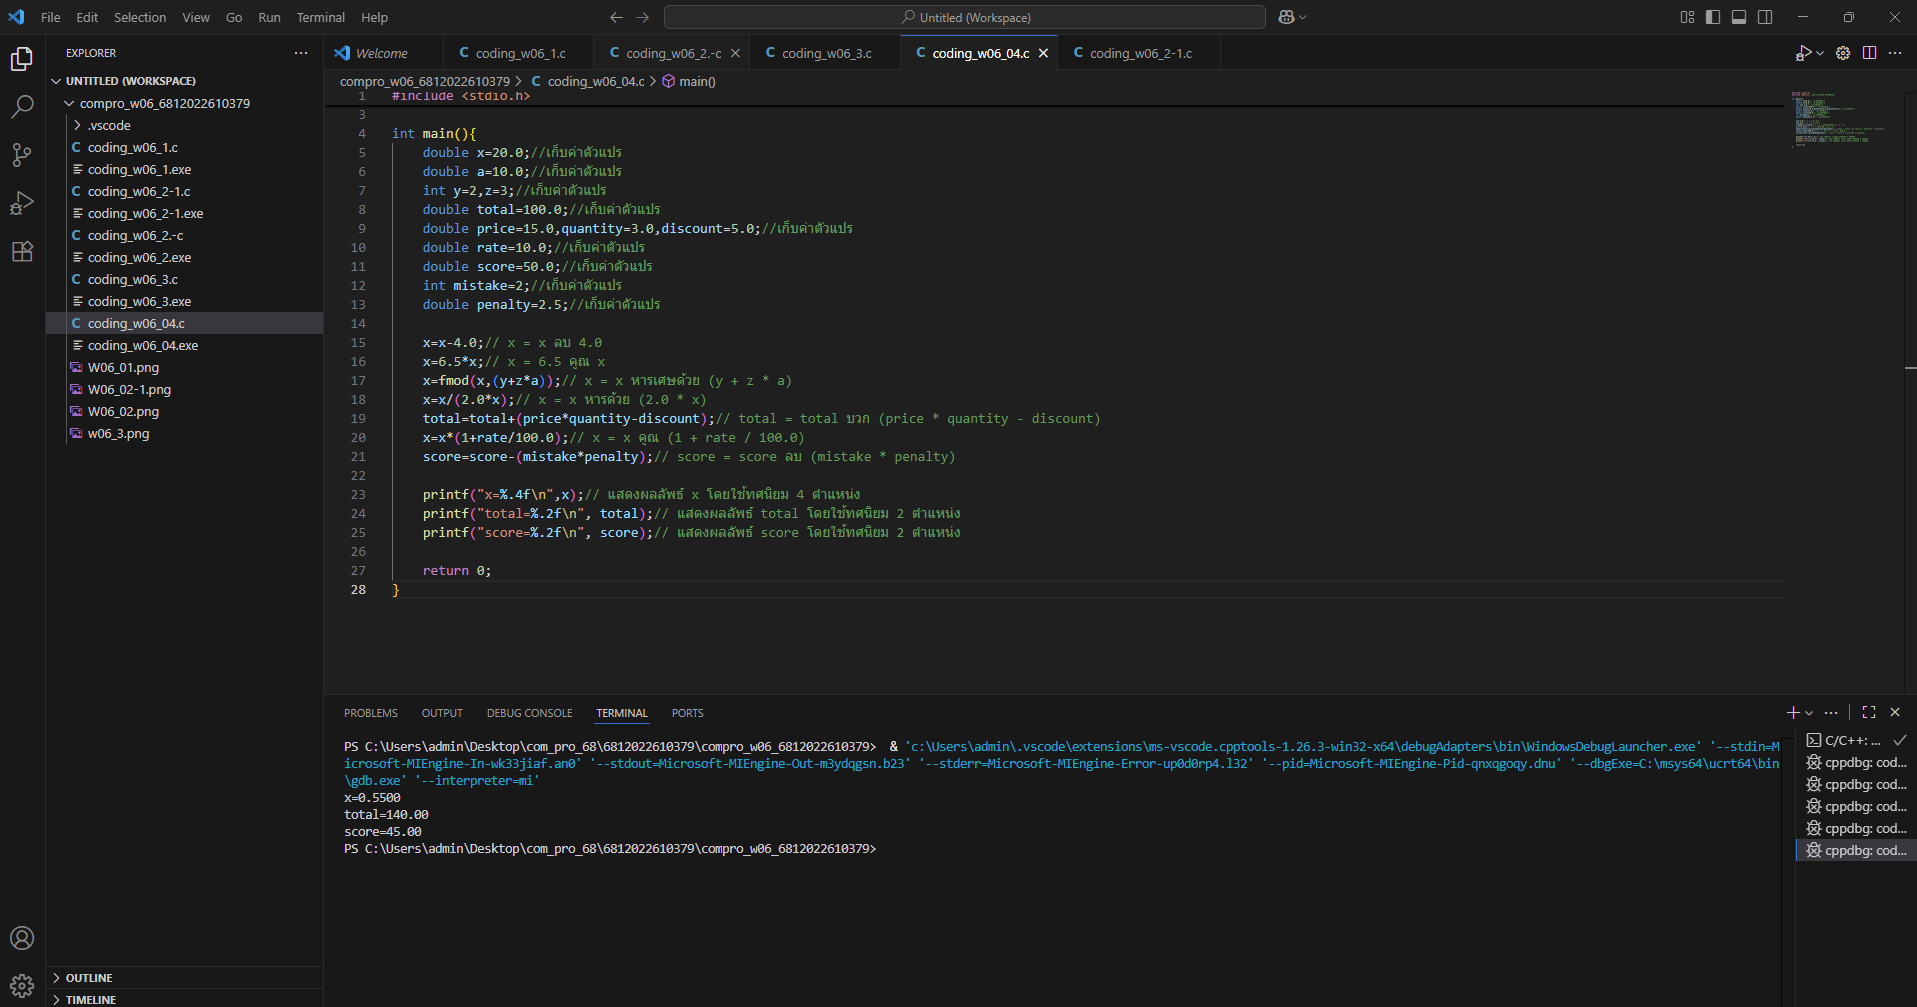 File Edit Selection View Go Run Terminal Help
Untitled (Workspace)
EXPLORER
UNTITLED (WORKSPACE)
compro_w06_6812022610379
.vscode
C coding_w06_1.c
coding_w06_1.exe
C coding_w06_2-1.c
coding_w06_2-1.exe
C coding_w06_2.-c
coding_w06_2.exe
C coding_w06_3.c
coding_w06_3.exe
C coding_w06_04.c
coding_w06_04.exe
W06_01.png
W06_02-1.png
W06_02.png
w06_3.png
OUTLINE
TIMELINE
Welcome C coding_w06_1.c C coding_w06_2.-c C coding_w06_3.c C coding_w06_04.c C coding_w06_2-1.c
compro_w06_6812022610379 > C coding_w06_04.c > main()
1 #include <stdio.h>
3
4 int main(){
5 double x=20.0;//เก็บค่าตัวแปร
6 double a=10.0;//เก็บค่าตัวแปร
7 int y=2,z=3;//เก็บค่าตัวแปร
8 double total=100.0;//เก็บค่าตัวแปร
9 double price=15.0,quantity=3.0,discount=5.0;//เก็บค่าตัวแปร
10 double rate=10.0;//เก็บค่าตัวแปร
11 double score=50.0;//เก็บค่าตัวแปร
12 int mistake=2;//เก็บค่าตัวแปร
13 double penalty=2.5;//เก็บค่าตัวแปร
14
15 x=x-4.0;// x = x ลบ 4.0
16 x=6.5*x;// x = 6.5 คูณ x
17 x=fmod(x,(y+z*a));// x = x หารเศษด้วย (y + z * a)
18 x=x/(2.0*x);// x = x หารด้วย (2.0 * x)
19 total=total+(price*quantity-discount);// total = total บวก (price * quantity - discount)
20 x=x*(1+rate/100.0);// x = x คูณ (1 + rate / 100.0)
21 score=score-(mistake*penalty);// score = score ลบ (mistake * penalty)
22
23 printf("x=%.4f\n",x);// แสดงผลลัพธ์ x โดยใช้ทศนิยม 4 ตำแหน่ง
24 printf("total=%.2f\n", total);// แสดงผลลัพธ์ total โดยใช้ทศนิยม 2 ตำแหน่ง
25 printf("score=%.2f\n", score);// แสดงผลลัพธ์ score โดยใช้ทศนิยม 2 ตำแหน่ง
26
27 return 0;
28 }
PROBLEMS OUTPUT DEBUG CONSOLE TERMINAL PORTS
PS C:\Users\admin\Desktop\com_pro_68\6812022610379\compro_w06_6812022610379> & 'c:\Users\admin\.vscode\extensions\ms-vscode.cpptools-1.26.3-win32-x64\debugAdapters\bin\WindowsDebugLauncher.exe' '--stdin=M
icrosoft-MIEngine-In-wk33jiaf.an0' '--stdout=Microsoft-MIEngine-Out-m3ydqgsn.b23' '--stderr=Microsoft-MIEngine-Error-up0d0rp4.l32' '--pid=Microsoft-MIEngine-Pid-qnxqgoqy.dnu' '--dbgExe=C:\msys64\ucrt64\bin
\gdb.exe' '--interpreter=mi'
x=0.5500
total=140.00
score=45.00
PS C:\Users\admin\Desktop\com_pro_68\6812022610379\compro_w06_6812022610379>
C/C++: ...
cppdbg: cod...
cppdbg: cod...
cppdbg: cod...
cppdbg: cod...
cppdbg: cod...